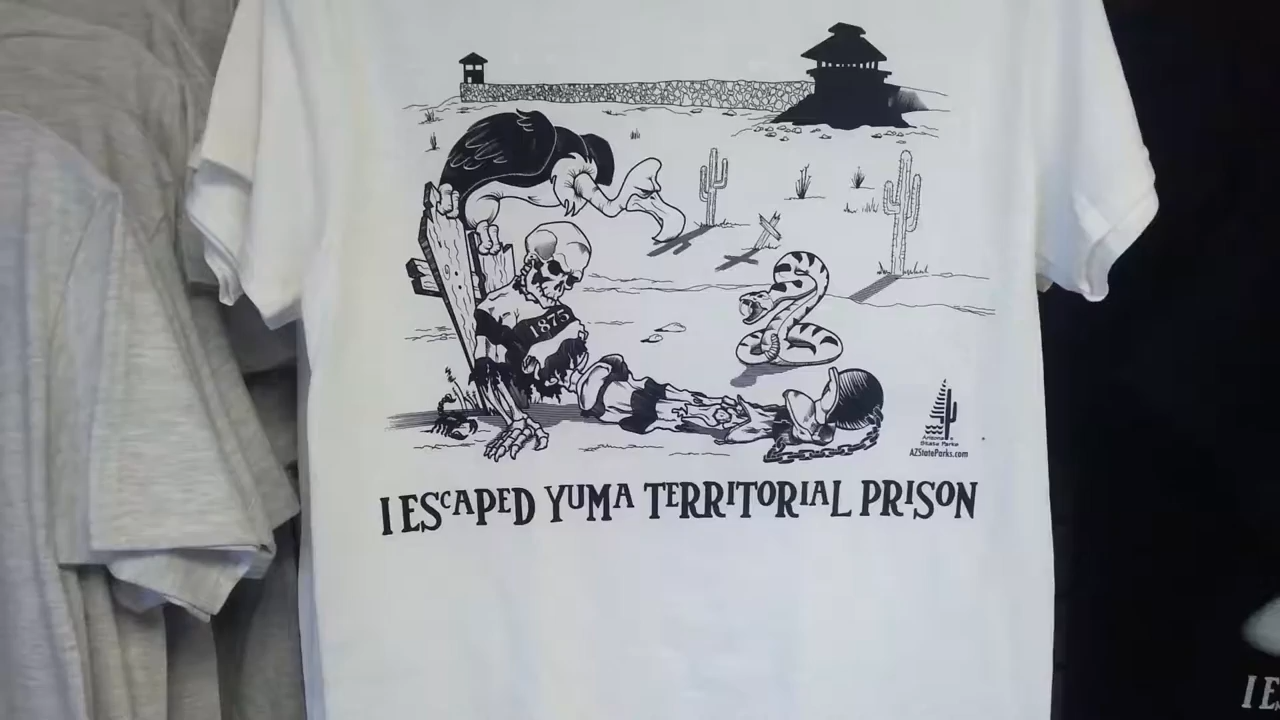 1875
Arizona
State Parks
AZStateParks.com
I ESCAPED YUMA TERRITORIAL PRISON
I E